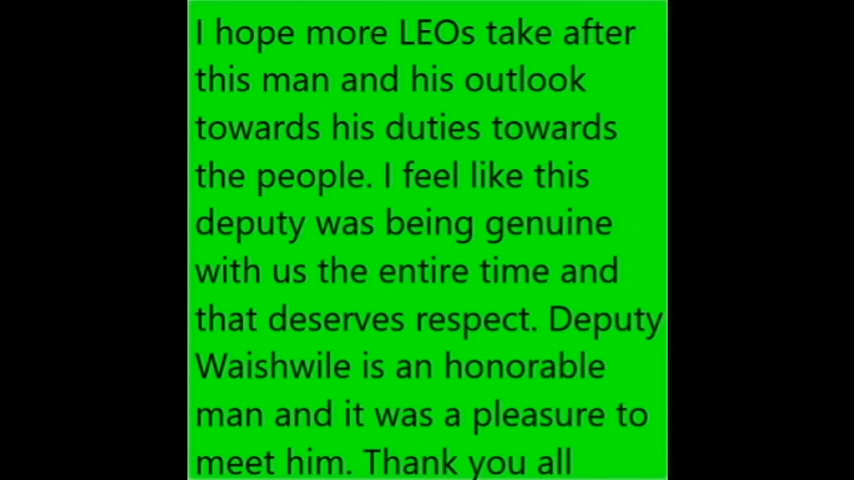 I hope more LEOs take after
this man and his outlook
towards his duties towards
the people. I feel like this
deputy was being genuine
with us the entire time and
that deserves respect. Deputy
Waishwile is an honorable
man and it was a pleasure to
meet him. Thank you all